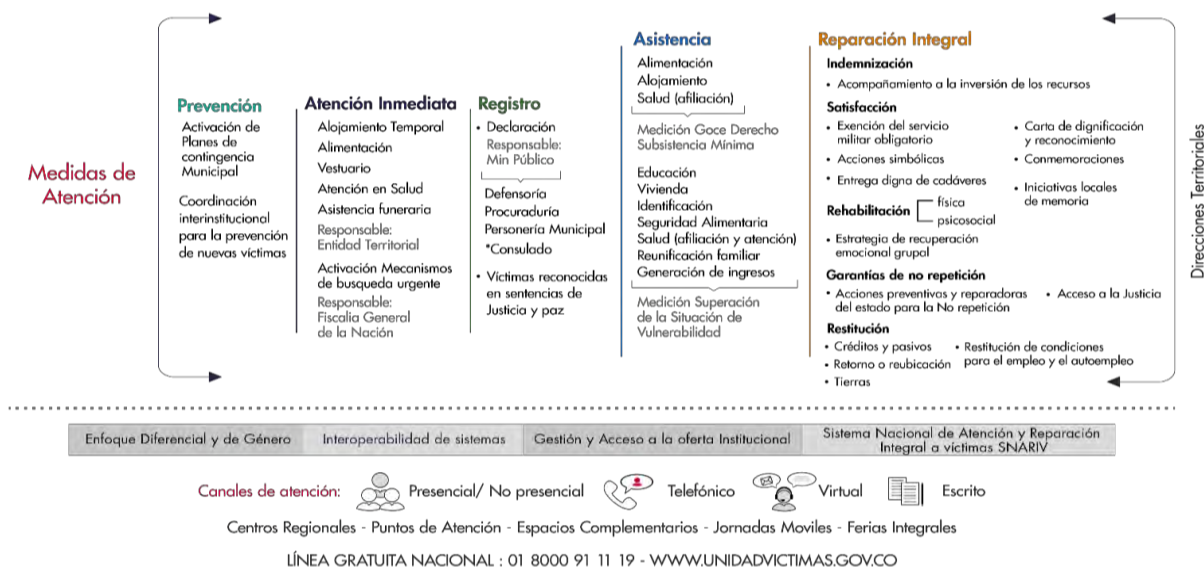 Medidas de
Atención
Prevención
Activación de
Planes de
contingencia
Municipal
Coordinación
interinstitucional
para la prevención
de nuevas víctimas
Atención Inmediata
Alojamiento Temporal
Alimentación
Vestuario
Atención en Salud
Asistencia funeraria
Responsable:
Entidad Territorial
Activación Mecanismos
de busqueda urgente
Responsable:
Fiscalia General
de la Nación
Registro
• Declaración
Responsable:
Min Público
Defensoría
Procuraduría
Personería Municipal
*Consulado
• Víctimas reconocidas
en sentencias de
Justicia y paz
Asistencia
Alimentación
Alojamiento
Salud (afiliación)
Medición Goce Derecho
Subsistencia Mínima
Educación
Vivienda
Identificación
Seguridad Alimentaria
Salud (afiliación y atención)
Reunificación familiar
Generación de ingresos
Medición Superación
de la Situación de
Vulnerabilidad
Reparación Integral
Indemnización
• Acompañamiento a la inversión de los recursos
Satisfacción
• Exención del servicio
militar obligatorio
• Acciones simbólicas
• Entrega digna de cadáveres
• Carta de dignificación
y reconocimiento
• Conmemoraciones
• Iniciativas locales
de memoria
Rehabilitación
física
psicosocial
• Estrategia de recuperación
emocional grupal
Garantías de no repetición
• Acciones preventivas y reparadoras
del estado para la No repetición
• Acceso a la Justicia
Restitución
• Créditos y pasivos
• Retorno o reubicación
• Tierras
• Restitución de condiciones
para el empleo y el autoempleo
Direcciones Territoriales
Enfoque Diferencial y de Género
Interoperabilidad de sistemas
Gestión y Acceso a la oferta Institucional
Sistema Nacional de Atención y Reparación
Integral a víctimas SNARIV
Canales de atención:
Presencial/ No presencial
Telefónico
Virtual
Escrito
Centros Regionales - Puntos de Atención - Espacios Complementarios - Jornadas Moviles - Ferias Integrales
LÍNEA GRATUITA NACIONAL : 01 8000 91 11 19 - WWW.UNIDADVICTIMAS.GOV.CO